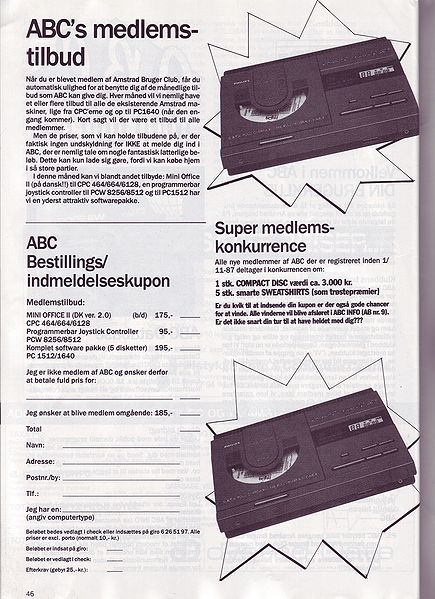 ABC's medlems-
tilbud
Når du er blevet medlem af Amstrad Bruger Club, får du
automatisk ulighed for at benytte dig af de månedlige til-
bud som ABC kan give dig. Hver måned vil vi nemlig have
et eller flere tilbud til alle de eksisterende Amstrad ma-
skiner, lige fra CPC'erne og op til PC1640 (når den en-
gang kommer). Kort sagt vil der være et tilbud til alle
medlemmer.
Men de priser, som vi kan holde tilbudene på, er der
faktisk ingen undskyldning for IKKE at melde dig ind i
ABC, der er nemlig tale om nogle fantastisk latterlige be-
løb. Dette kan kun lade sig gøre, fordi vi kan købe hjem
i så store partier.
I denne måned kan vi blandt andet tilbyde: Mini Office
II (på dansk!!) til CPC 464/664/6128, en programmerbar
joystick controller til PCW 8256/8512 og til PC1512 har
vi en yderst attraktiv softwarepakke.
ABC
Bestillings/
indmeldelseskupon
Medlemstilbud:
MINI OFFICE II (DK ver. 2.0) (b/d) 175,-
CPC 464/664/6128
Programmerbar Joystick Controller 95,-
PCW 8256/8512
Komplet software pakke (5 disketter) 195,-
PC 1512/1640
Jeg er ikke medlem af ABC og ønsker derfor
at betale fuld pris for:
Jeg ønsker at blive medlem omgående: 185,-
Total
Navn:
Adresse:
Postnr./by:
Tlf.:
Jeg har en:
(angiv computertype)
Beløbet bedes vedlagt i check eller indsættes på giro 6 26 51 97. Alle
priser er excl. porto (normalt 10,- kr.)
Beløbet er indsat på giro:
Beløbet er vedlagt i check:
Efterkrav (gebyr 25,- kr.):
46
Super medlems-
konkurrence
Alle nye medlemmer af ABC der er registreret inden 1/
11-87 deltager i konkurrencen om:
1 stk. COMPACT DISC værdi ca. 3.000 kr.
5 stk. smarte SWEATSHIRTS (som trøstepræmier)
Er du kvik til at indsende din kupon er der også gode chancer
for at vinde. Alle vinderne vil blive afsløret i ABC INFO (AB nr. 9).
Er det ikke snart din tur til at have heldet med dig???